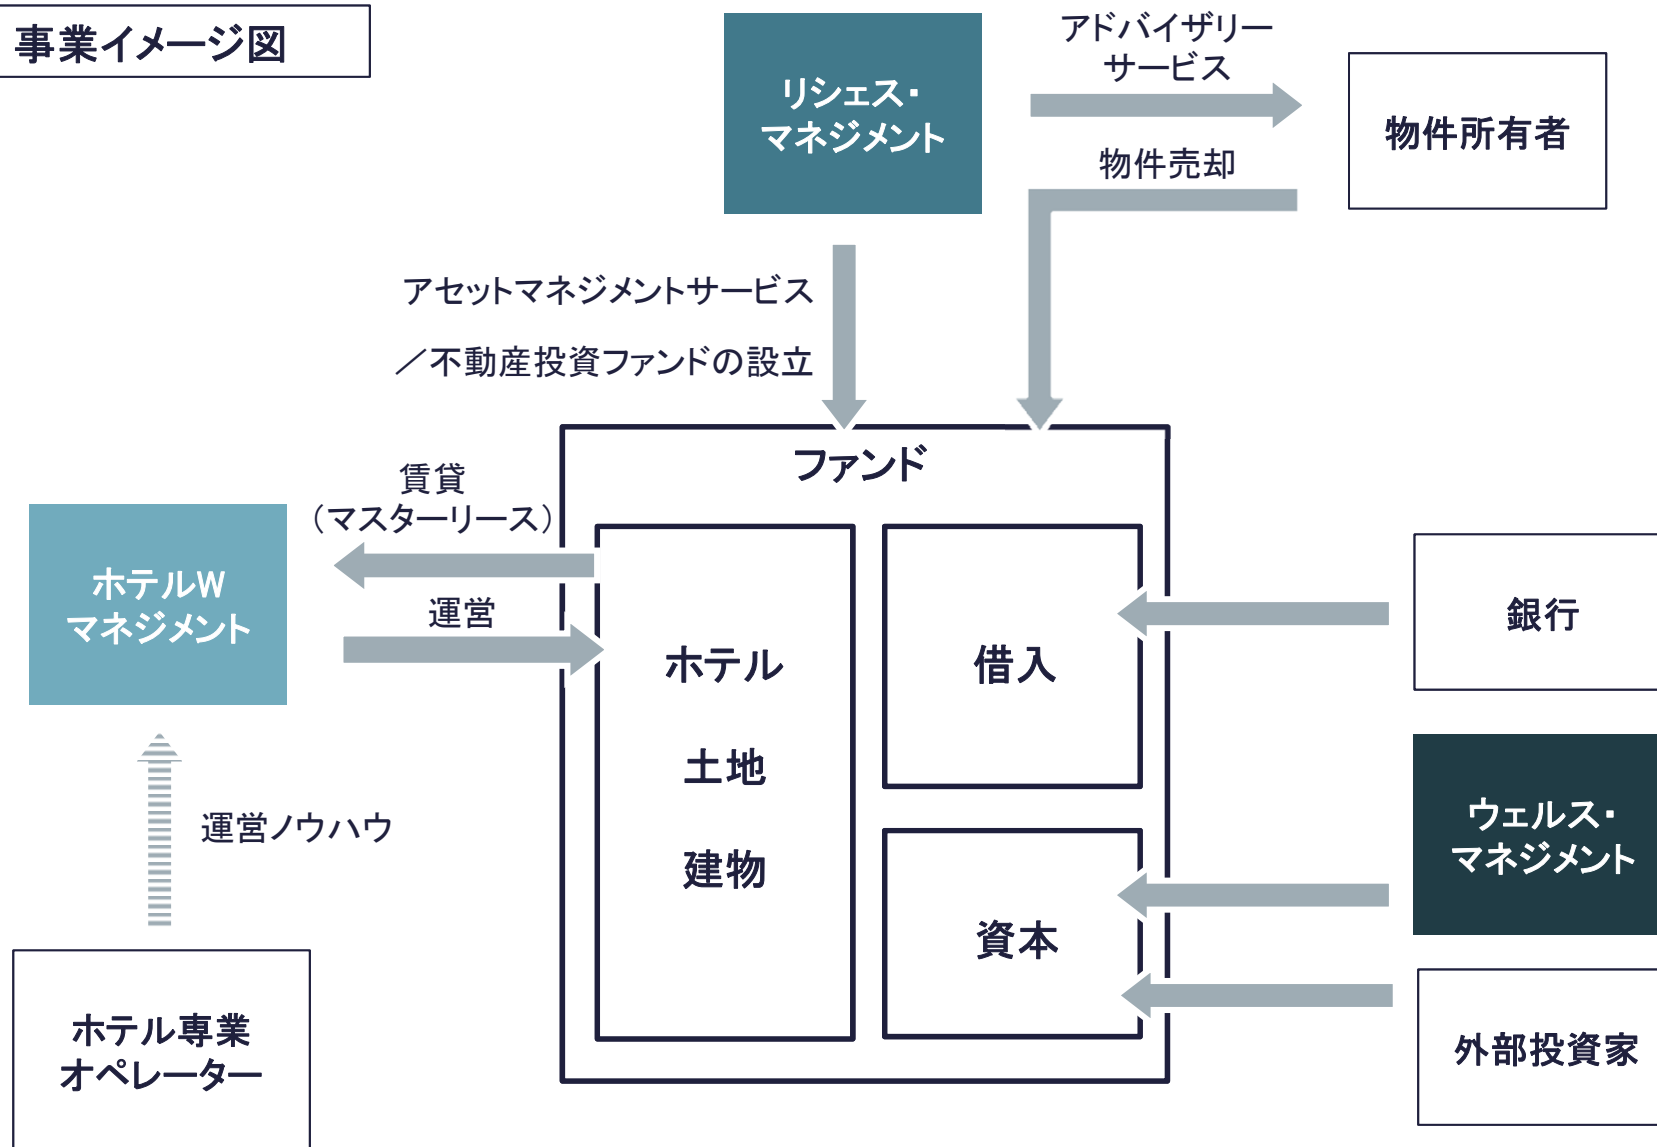 事業イメージ図
リシェス・
マネジメント
アドバイザリー
サービス
物件所有者
物件売却
アセットマネジメントサービス
／不動産投資ファンドの設立
ファンド
賃貸
（マスターリース）
ホテルW
マネジメント
運営
ホテル
土地
建物
借入
資本
銀行
ウェルス・
マネジメント
外部投資家
運営ノウハウ
ホテル専業
オペレーター